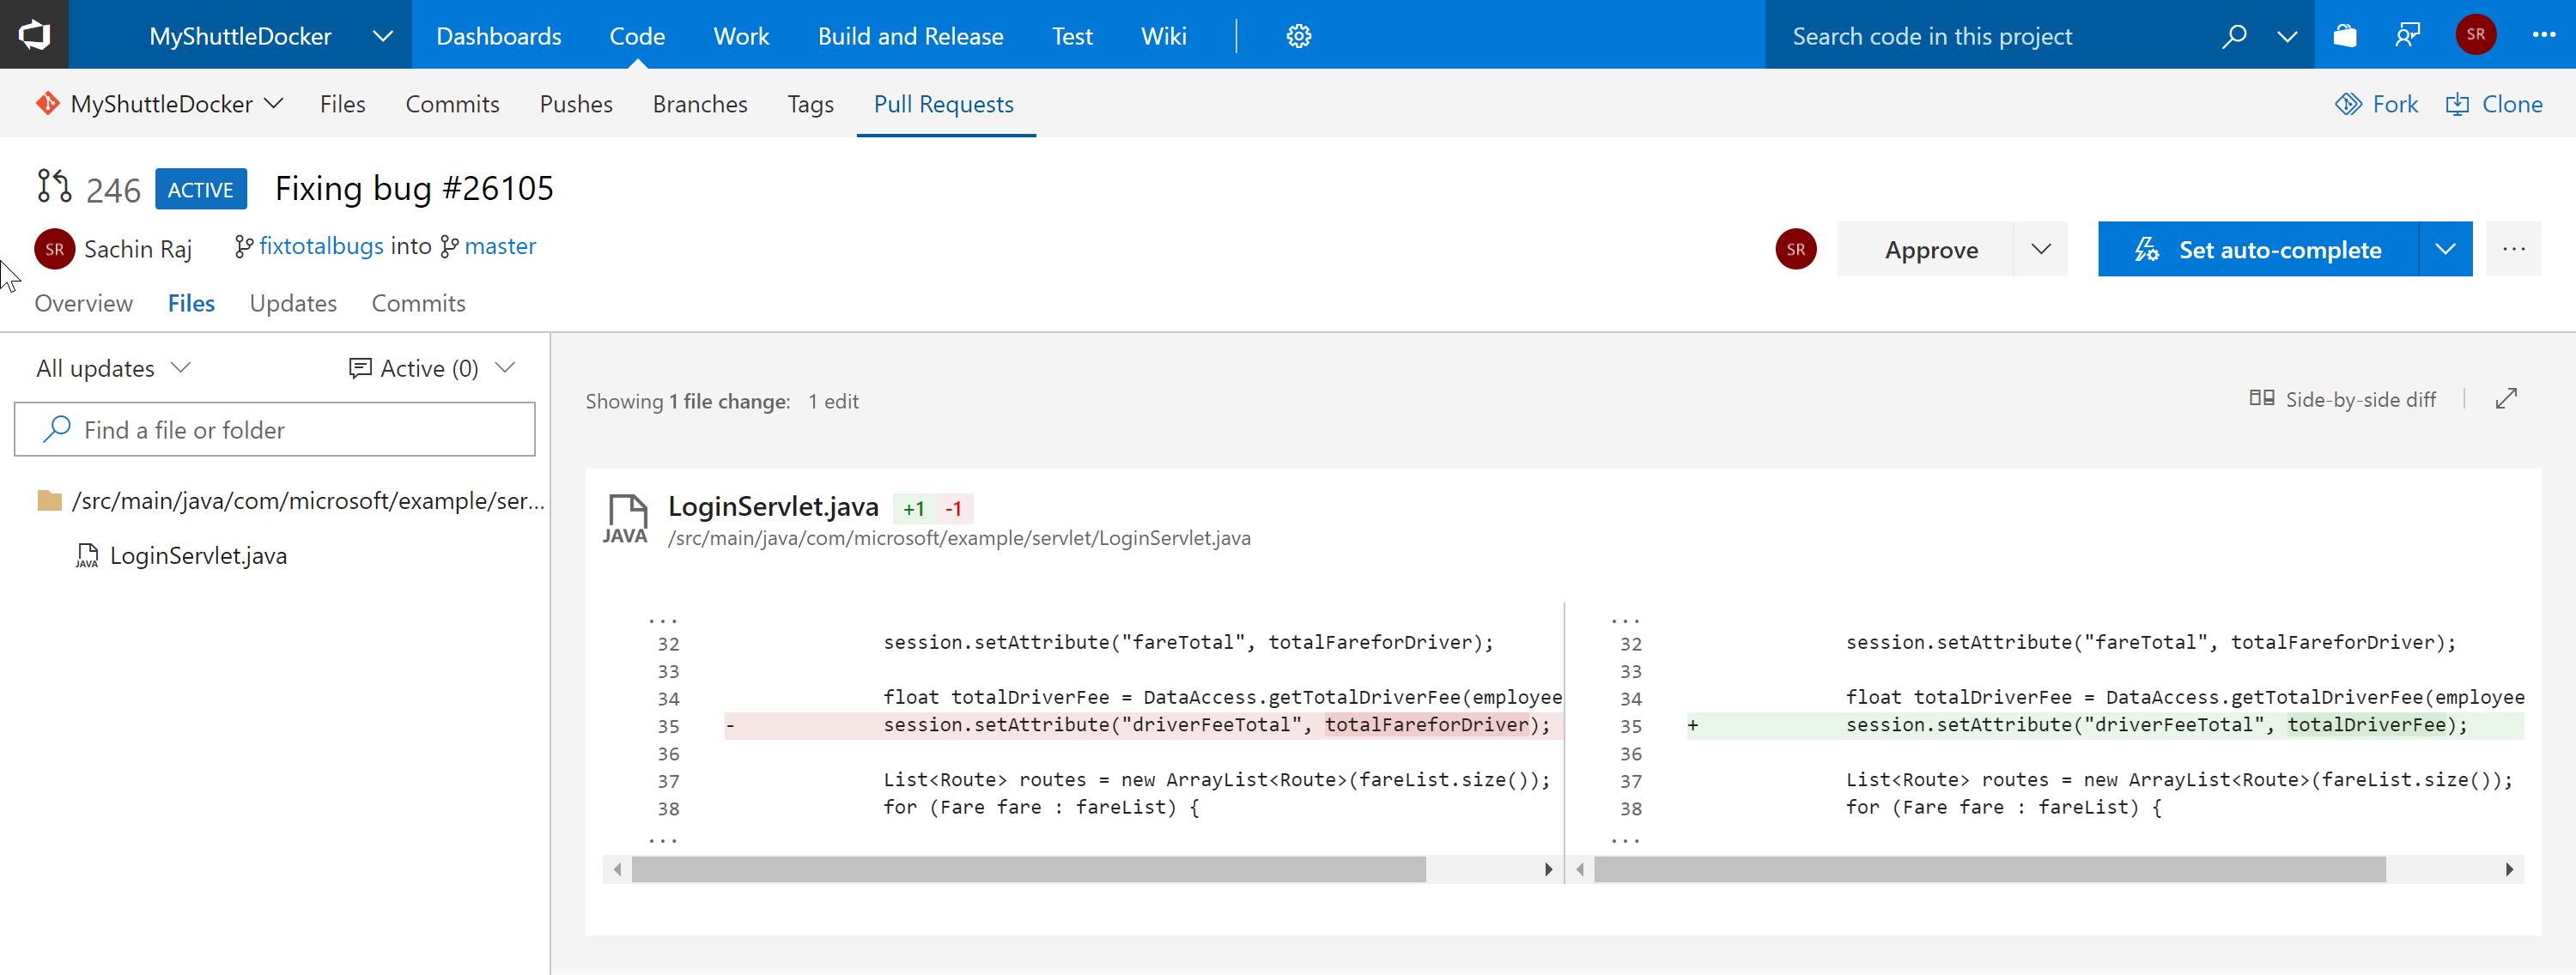 MyShuttleDocker Dashboards Code Work Build and Release Test Wiki Search code in this project SR ...
MyShuttleDocker Files Commits Pushes Branches Tags Pull Requests Fork Clone
246 ACTIVE Fixing bug #26105
SR Sachin Raj fixtotalbugs into master SR Approve Set auto-complete ...
Overview Files Updates Commits
All updates Active (0)
Find a file or folder
/src/main/java/com/microsoft/example/ser...
JAVA LoginServlet.java
Showing 1 file change: 1 edit Side-by-side diff
JAVA LoginServlet.java +1 -1
/src/main/java/com/microsoft/example/servlet/LoginServlet.java
...
32 session.setAttribute("fareTotal", totalFareforDriver);
33
34 float totalDriverFee = DataAccess.getTotalDriverFee(employee
35 - session.setAttribute("driverFeeTotal", totalFareforDriver);
36
37 List<Route> routes = new ArrayList<Route>(fareList.size());
38 for (Fare fare : fareList) {
...
...
32 session.setAttribute("fareTotal", totalFareforDriver);
33
34 float totalDriverFee = DataAccess.getTotalDriverFee(employee
35 + session.setAttribute("driverFeeTotal", totalDriverFee);
36
37 List<Route> routes = new ArrayList<Route>(fareList.size());
38 for (Fare fare : fareList) {
...